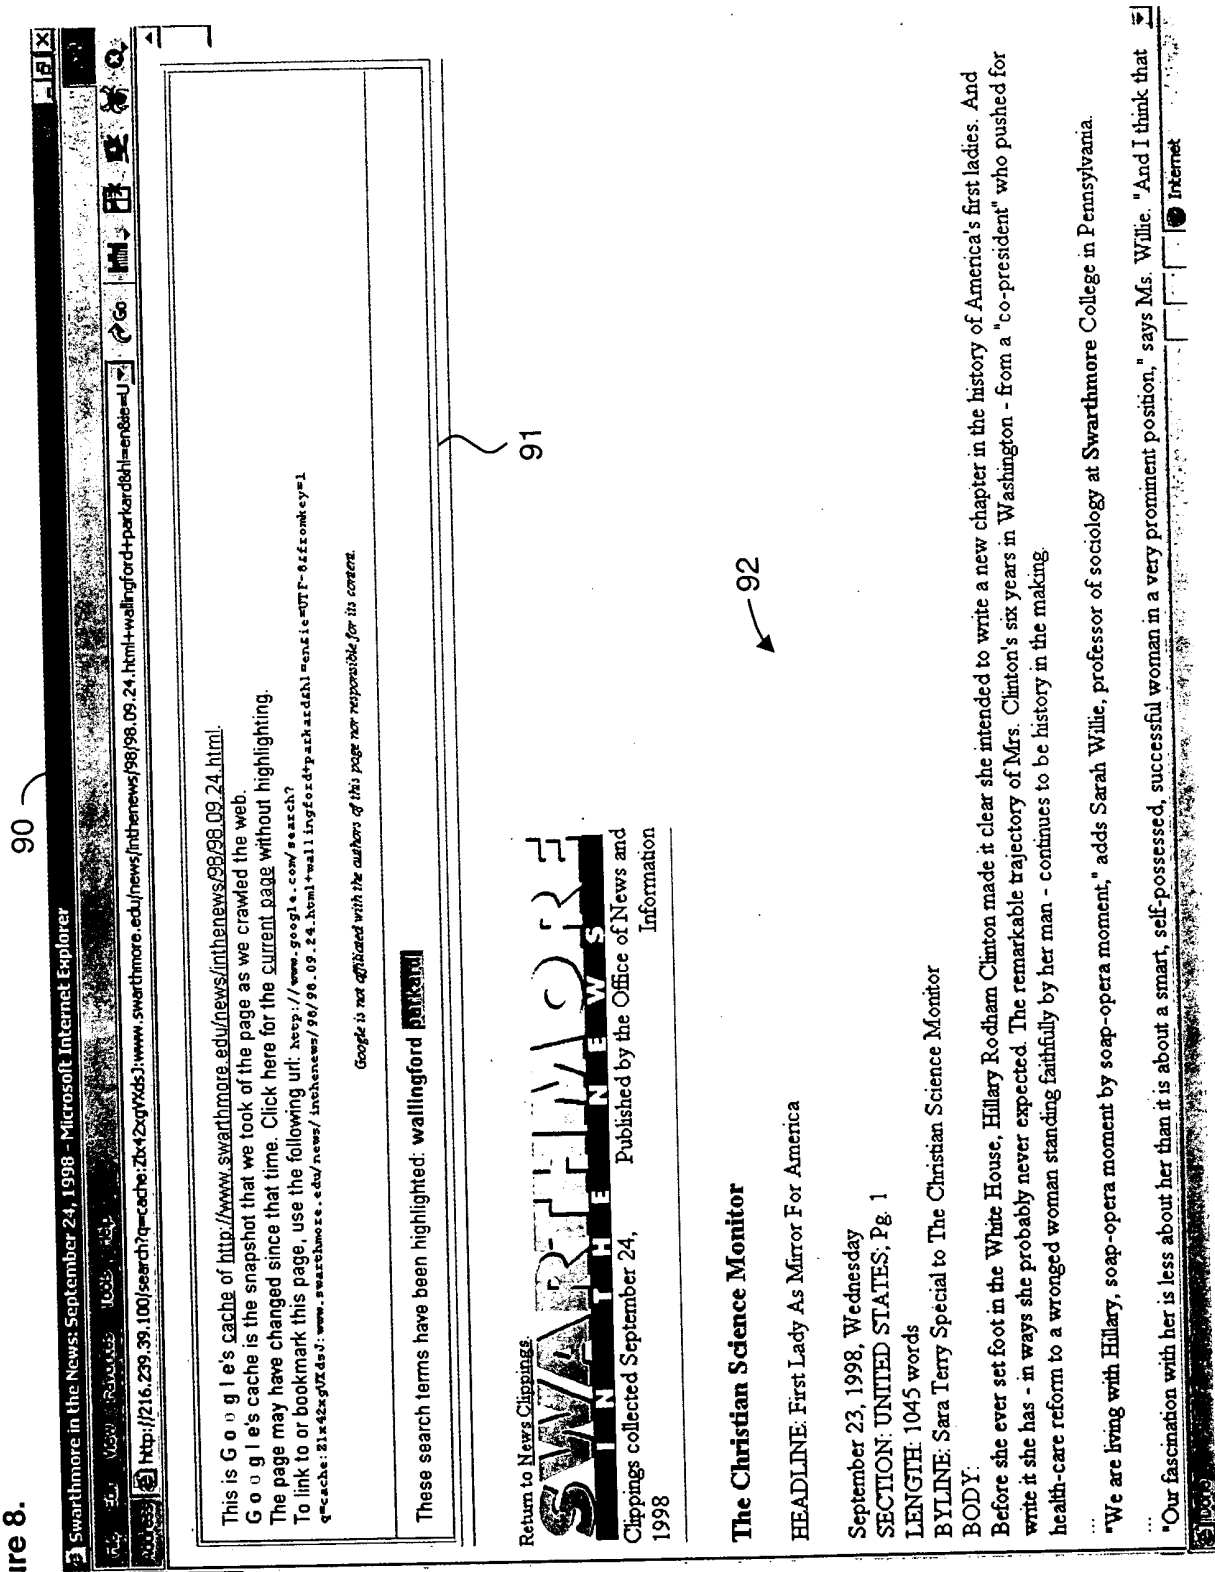 ure 8.
90
Swarthmore in the News: September 24, 1998 - Microsoft Internet Explorer
View Favorites Tools Help
Address http://216.239.39.100/search?q=cache:Zlx42xgVXdsJ:www.swarthmore.edu/news/inthenews/98/98.09.24.html+wallingford+parkard&hl=en&ie=U Go
This is G o o g l e's cache of http://www.swarthmore.edu/news/inthenews/98/98.09.24.html.
G o o g l e's cache is the snapshot that we took of the page as we crawled the web.
The page may have changed since that time. Click here for the current page without highlighting.
To link to or bookmark this page, use the following url: http://www.google.com/search?
q=cache:Zlx42xgVXdsJ:www.swarthmore.edu/news/inthenews/98/98.09.24.html+wallingford+parkard&hl=en&ie=UTF-8&fromkey=1
Google is not affiliated with the authors of this page nor responsible for its content.
These search terms have been highlighted: wallingford parkard
91
Return to News Clippings
SWARTHMORE
I N T H E N E W S
Clippings collected September 24, Published by the Office of News and
1998 Information
92
The Christian Science Monitor
HEADLINE: First Lady As Mirror For America
September 23, 1998, Wednesday
SECTION: UNITED STATES; Pg. 1
LENGTH: 1045 words
BYLINE: Sara Terry Special to The Christian Science Monitor
BODY:
Before she ever set foot in the White House, Hillary Rodham Clinton made it clear she intended to write a new chapter in the history of America's first ladies. And
write it she has - in ways she probably never expected. The remarkable trajectory of Mrs. Clinton's six years in Washington - from a "co-president" who pushed for
health-care reform to a wronged woman standing faithfully by her man - continues to be history in the making.
...
"We are living with Hillary, soap-opera moment by soap-opera moment," adds Sarah Willie, professor of sociology at Swarthmore College in Pennsylvania.
...
"Our fascination with her is less about her than it is about a smart, self-possessed, successful woman in a very prominent position," says Ms. Willie. "And I think that
Internet